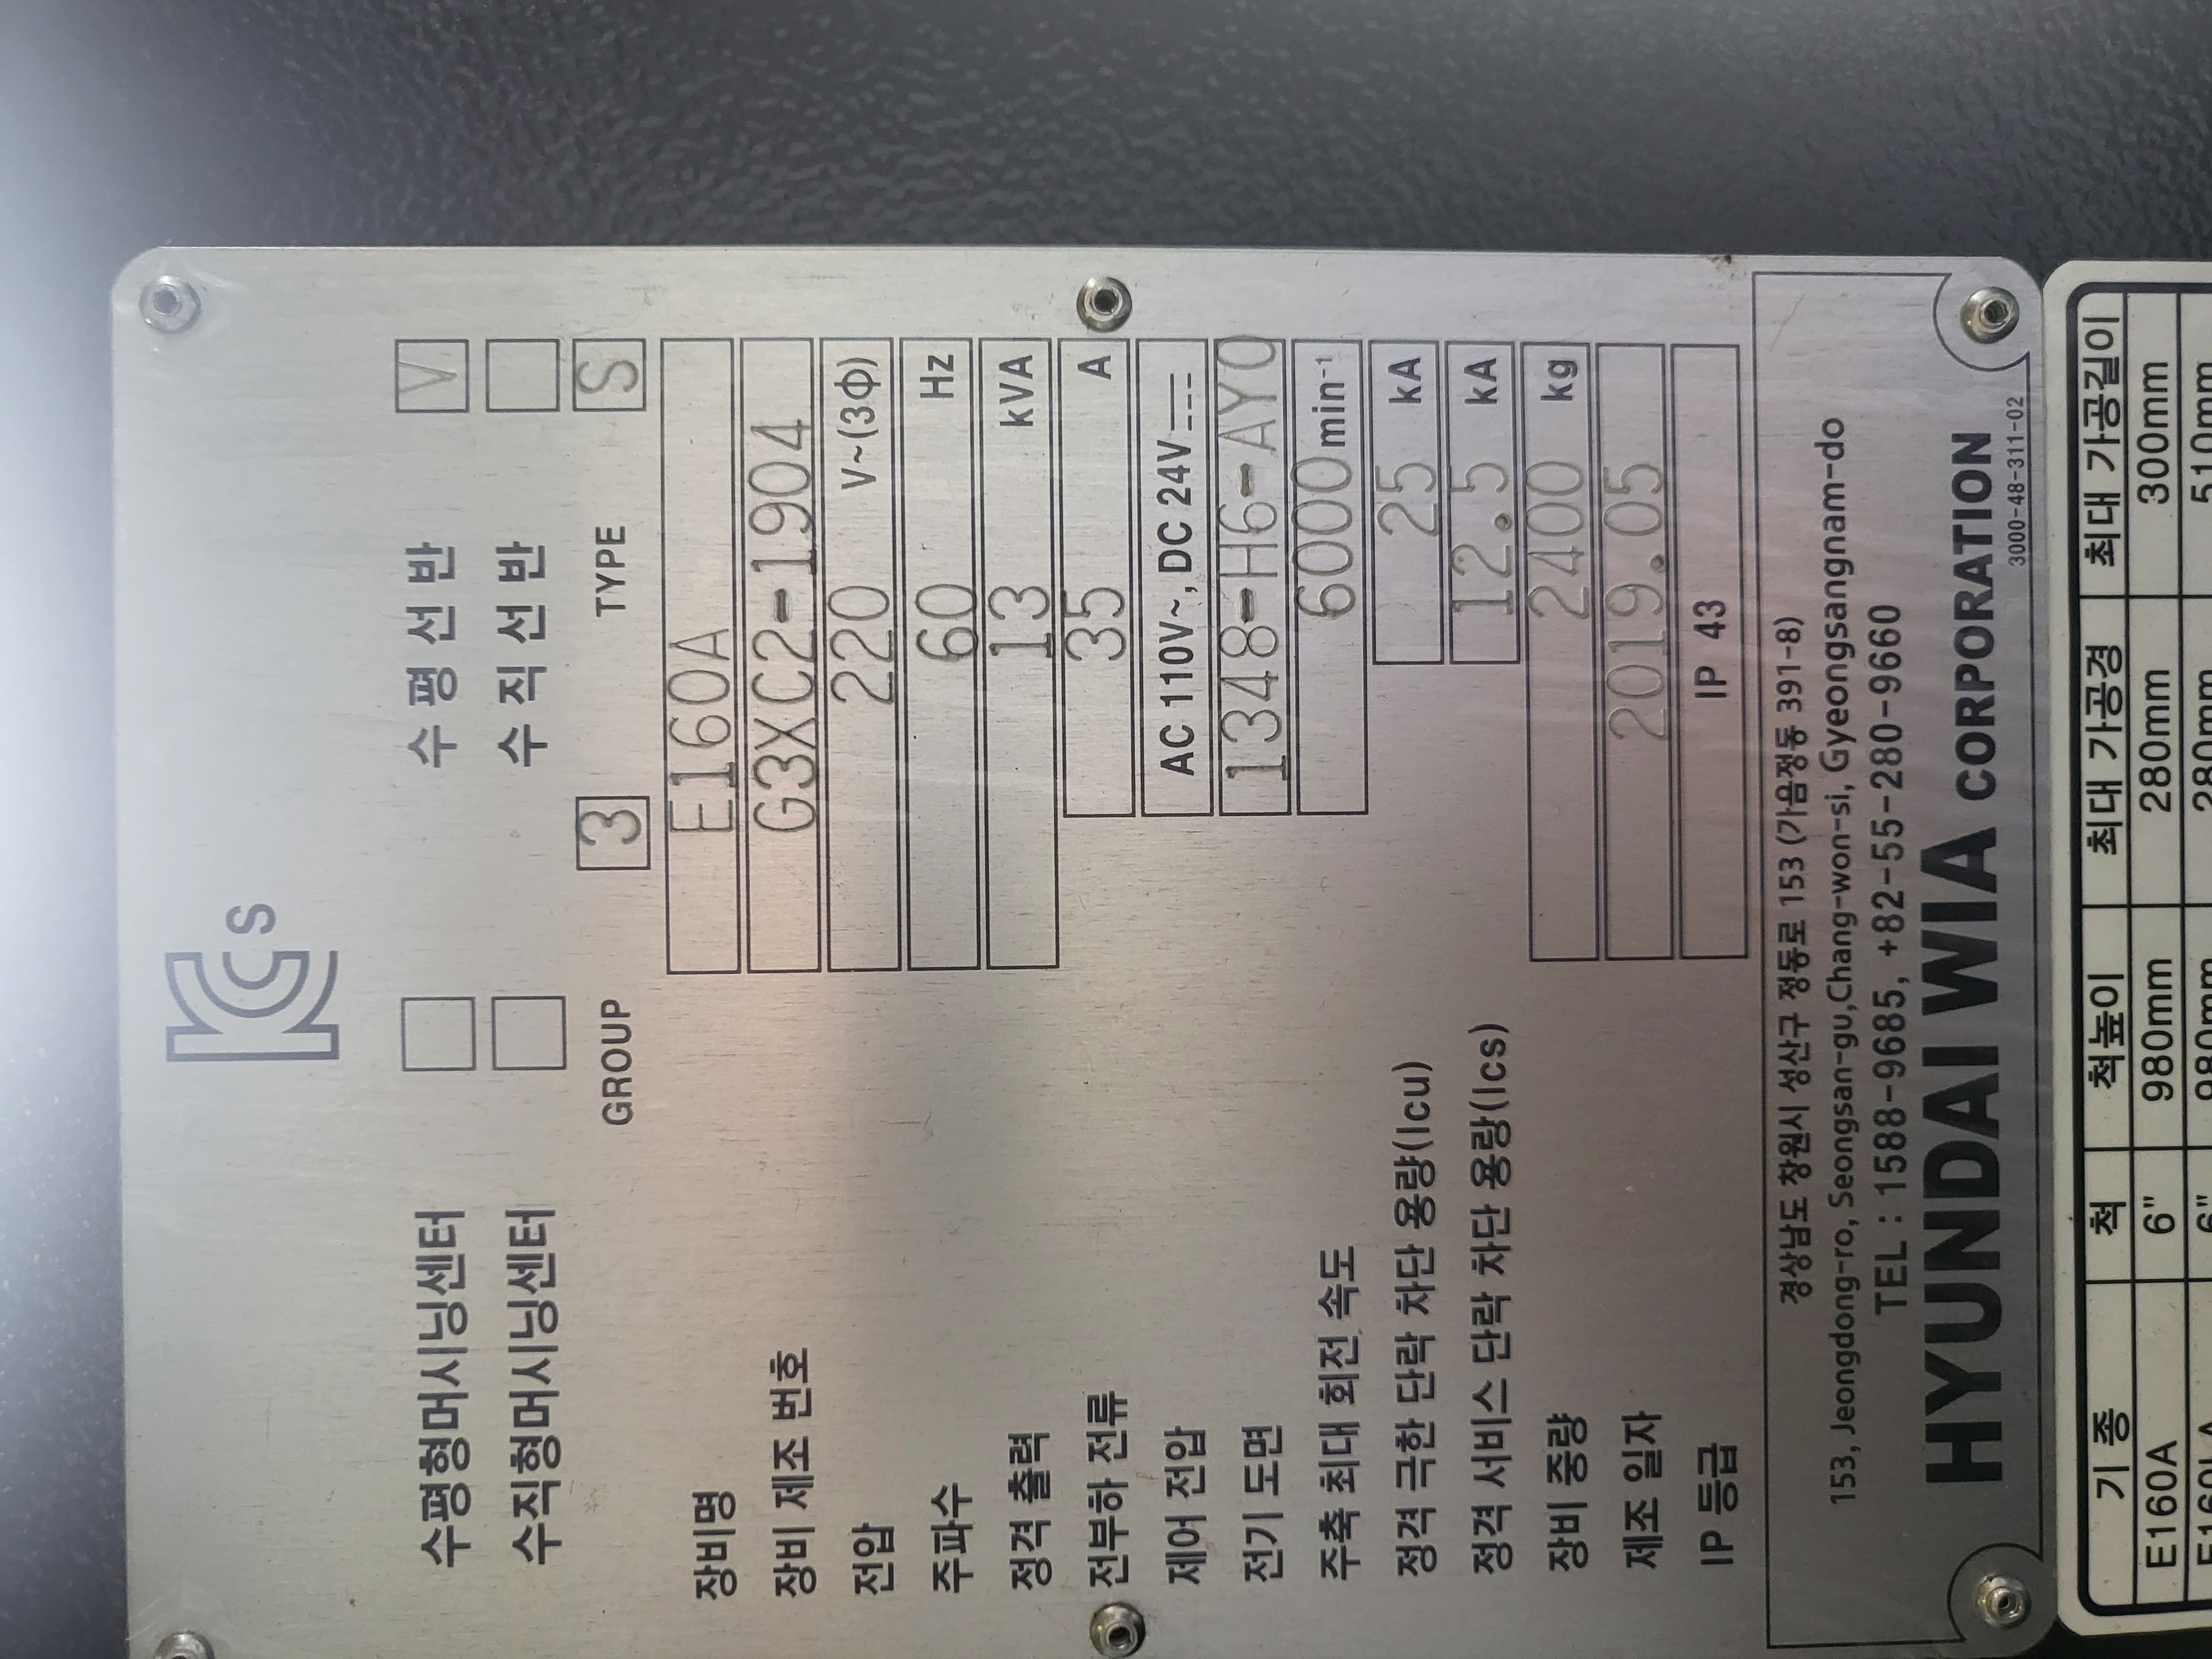 KCs
수평형머시닝센터 수평선반 V
수직형머시닝센터 수직선반
GROUP 3 TYPE S
장비명 E160A
장비 제조 번호 G3XC2-1904
전압 220 V~(3Φ)
주파수 60 Hz
정격 출력 13 kVA
전부하 전류 35 A
제어 전압 AC 110V~, DC 24V
전기 도면 1348-H6-AY0
주축 최대 회전 속도 6000 min⁻¹
정격 극한 단락 차단 용량(Icu) 25 kA
정격 서비스 단락 차단 용량(Ics) 12.5 kA
장비 중량 2400 kg
제조 일자 2019.05
IP 등급 IP 43
경상남도 창원시 성산구 정동로 153 (가음정동 391-8)
153, Jeongdong-ro, Seongsan-gu,Chang-won-si, Gyeongsangnam-do
TEL : 1588-9685, +82-55-280-9660
HYUNDAI WIA CORPORATION
3000-48-311-02
기 종 척 척높이 최대 가공경 최대 가공길이
E160A 6" 980mm 280mm 300mm
6" 980mm 280mm 510mm